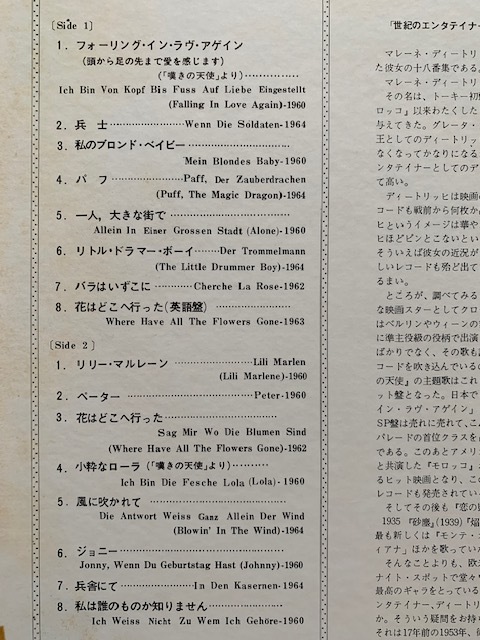 〔Side 1〕
1. フォーリング・イン・ラヴ・アゲイン
(頭から足の先まで愛を感じます)
(「嘆きの天使」より)……………
Ich Bin Von Kopf Bis Fuss Auf Liebe Eingestellt
(Falling In Love Again)-1960
2. 兵 士……………………Wenn Die Soldaten-1964
3. 私のブロンド・ベイビー……………………
Mein Blondes Baby-1960
4. パ フ……………Paff, Der Zauberdrachen
(Puff, The Magic Dragon)-1964
5. 一人，大きな街で……………………
Allein In Einer Grossen Stadt (Alone)-1960
6. リトル・ドラマー・ボーイ………Der Trommelmann
(The Little Drummer Boy)-1964
7. バラはいずこに…………Cherche La Rose-1962
8. 花はどこへ行った(英語盤)……………………
Where Have All The Flowers Gone-1963
〔Side 2〕
1. リリー・マルレーン……………………Lili Marlen
(Lili Marlene)-1960
2. ペーター……………………Peter-1960
3. 花はどこへ行った……………………
Sag Mir Wo Die Blumen Sind
(Where Have All The Flowers Gone)-1962
4. 小粋なローラ(「嘆きの天使」より)…………
Ich Bin Die Fesche Lola (Lola)-1960
5. 風に吹かれて……………………
Die Antwort Weiss Ganz Allein Der Wind
(Blowin' In The Wind)-1964
6. ジョニー……………………
Jonny, Wenn Du Geburtstag Hast (Johnny)-1960
7. 兵舎にて……………………In Den Kasernen-1964
8. 私は誰のものか知りません……………………
Ich Weiss Nicht Zu Wem Ich Gehöre-1960
「世紀のエンタテイナー
マレーネ・ディートリ
た彼女の十八番集である。
マレーネ・ディートリ
その名は、トーキー初
ロッコ」以来わたくした
与えてきた。グレータ・
王としてのディートリッ
なくなってかなりになる。
ンタテイナーとしてのデ
て高い。
ディートリッヒは映画の
コードも戦前から何枚か
ヒというイメージは華や
ヒほどピンとこないとい
そういえば彼女の近況が
しいレコードも殆ど出て
るまい。
ところが、調べてみる
な映画スターとしてクロ
はベルリンやウィーンの
に準主役級の役柄で出演
ばかりでなく、その歌も
コードを吹き込んでいるの
の天使』の主題歌はこれ
ット盤となった。日本で
イン・ラヴ・アゲイン」
SP盤は売れに売れて、こ
パレードの首位クラスを
である。このあとアメリ
と共演した『モロッコ』
るヒット映画となり、この
レコードも発売されてい
そしてその後も『恋の
1935 『砂塵』(1939)『焔
最も新しくは『モンテ・
ィアナ」ほかを歌っていた
そんなことよりも、欧
ナイト・スポットで堂々
最高のギャラをとっている
ンタテイナー、ディートリ
か。そういう疑問をお持
それは17年前の1953年、